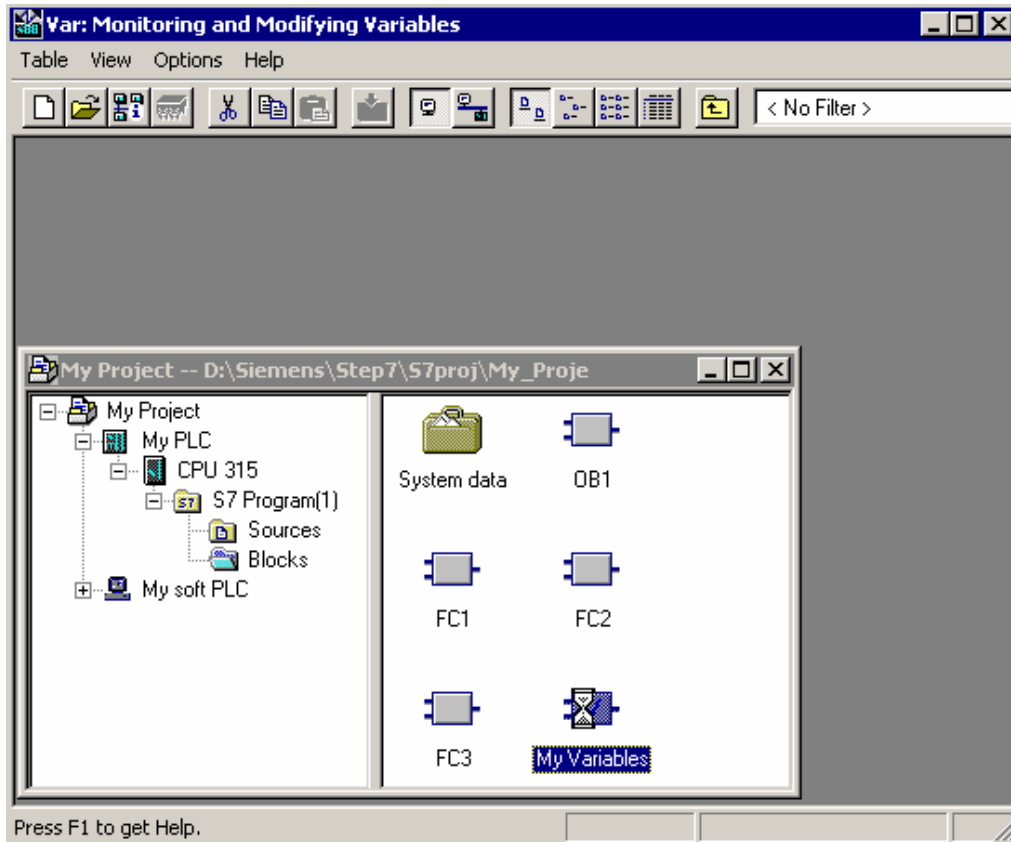 Var: Monitoring and Modifying Variables
Table View Options Help
< No Filter >
My Project -- D:\Siemens\Step7\S7proj\My_Proje
My Project
My PLC
CPU 315
S7 Program(1)
Sources
Blocks
My soft PLC
System data
OB1
FC1
FC2
FC3
My Variables
Press F1 to get Help.